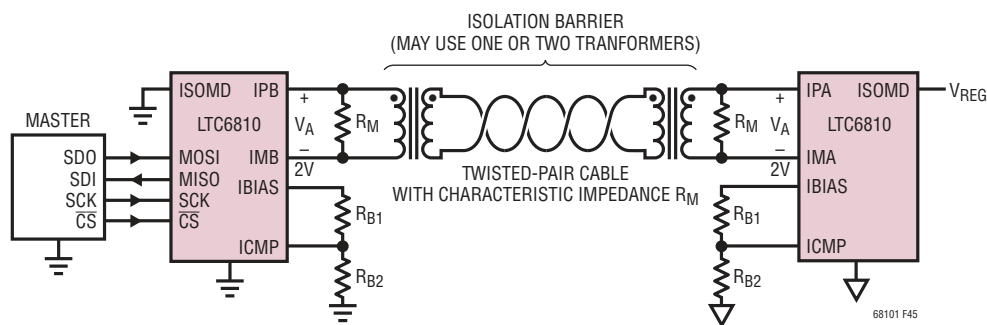 ISOLATION BARRIER
(MAY USE ONE OR TWO TRANFORMERS)
MASTER
SDO
SDI
SCK
CS
ISOMD
IPB
LTC6810
MOSI
MISO
SCK
CS
IMB
IBIAS
ICMP
+
VA
–
2V
RM
RB1
RB2
TWISTED-PAIR CABLE
WITH CHARACTERISTIC IMPEDANCE RM
RM
+
VA
–
2V
RB1
RB2
IPA
ISOMD
LTC6810
IMA
IBIAS
ICMP
VREG
68101 F45